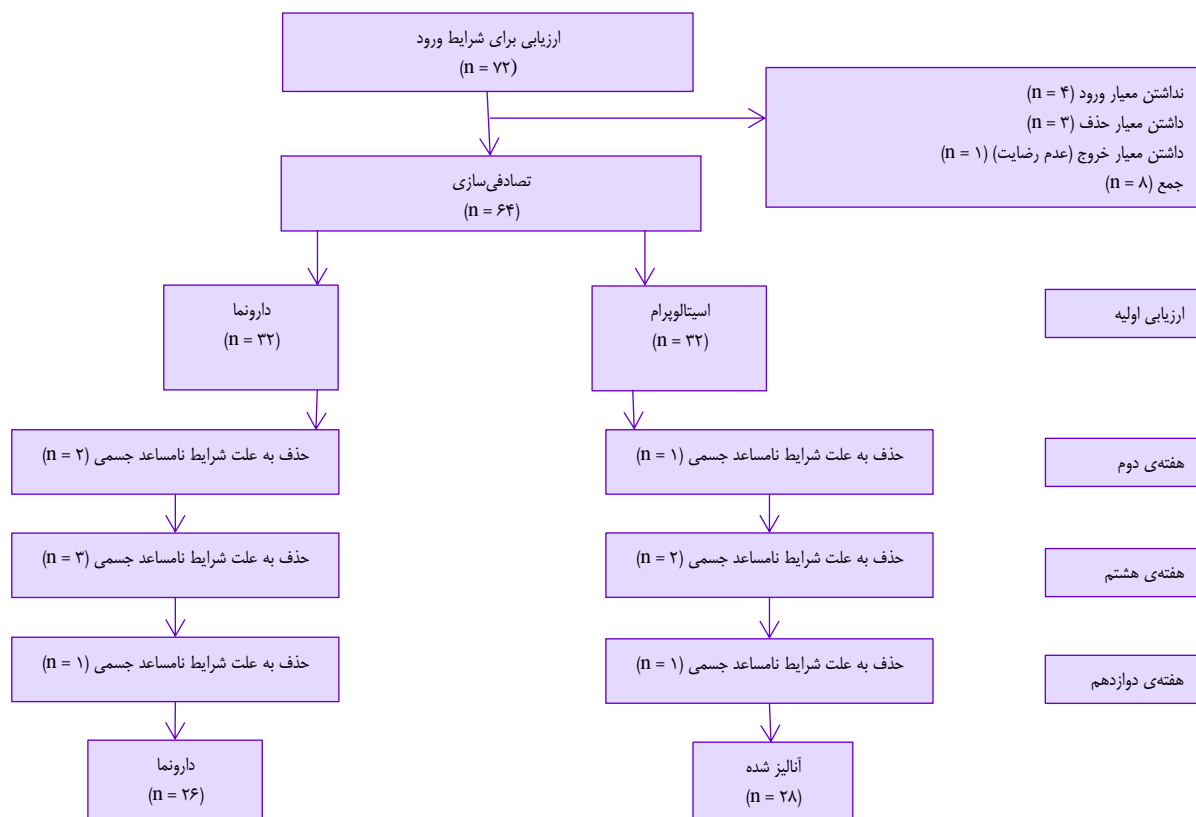 ارزیابی برای شرایط ورود
(n = ۷۲)
نداشتن معیار ورود (n = ۴)
داشتن معیار حذف (n = ۳)
داشتن معیار خروج (عدم رضایت) (n = ۱)
جمع (n = ۸)
تصادفی‌سازی
(n = ۶۴)
ارزیابی اولیه
اسیتالوپرام
(n = ۳۲)
دارونما
(n = ۳۲)
هفته‌ی دوم
حذف به علت شرایط نامساعد جسمی (n = ۱)
حذف به علت شرایط نامساعد جسمی (n = ۲)
هفته‌ی هشتم
حذف به علت شرایط نامساعد جسمی (n = ۲)
حذف به علت شرایط نامساعد جسمی (n = ۳)
هفته‌ی دوازدهم
حذف به علت شرایط نامساعد جسمی (n = ۱)
حذف به علت شرایط نامساعد جسمی (n = ۱)
آنالیز شده
(n = ۲۸)
دارونما
(n = ۲۶)